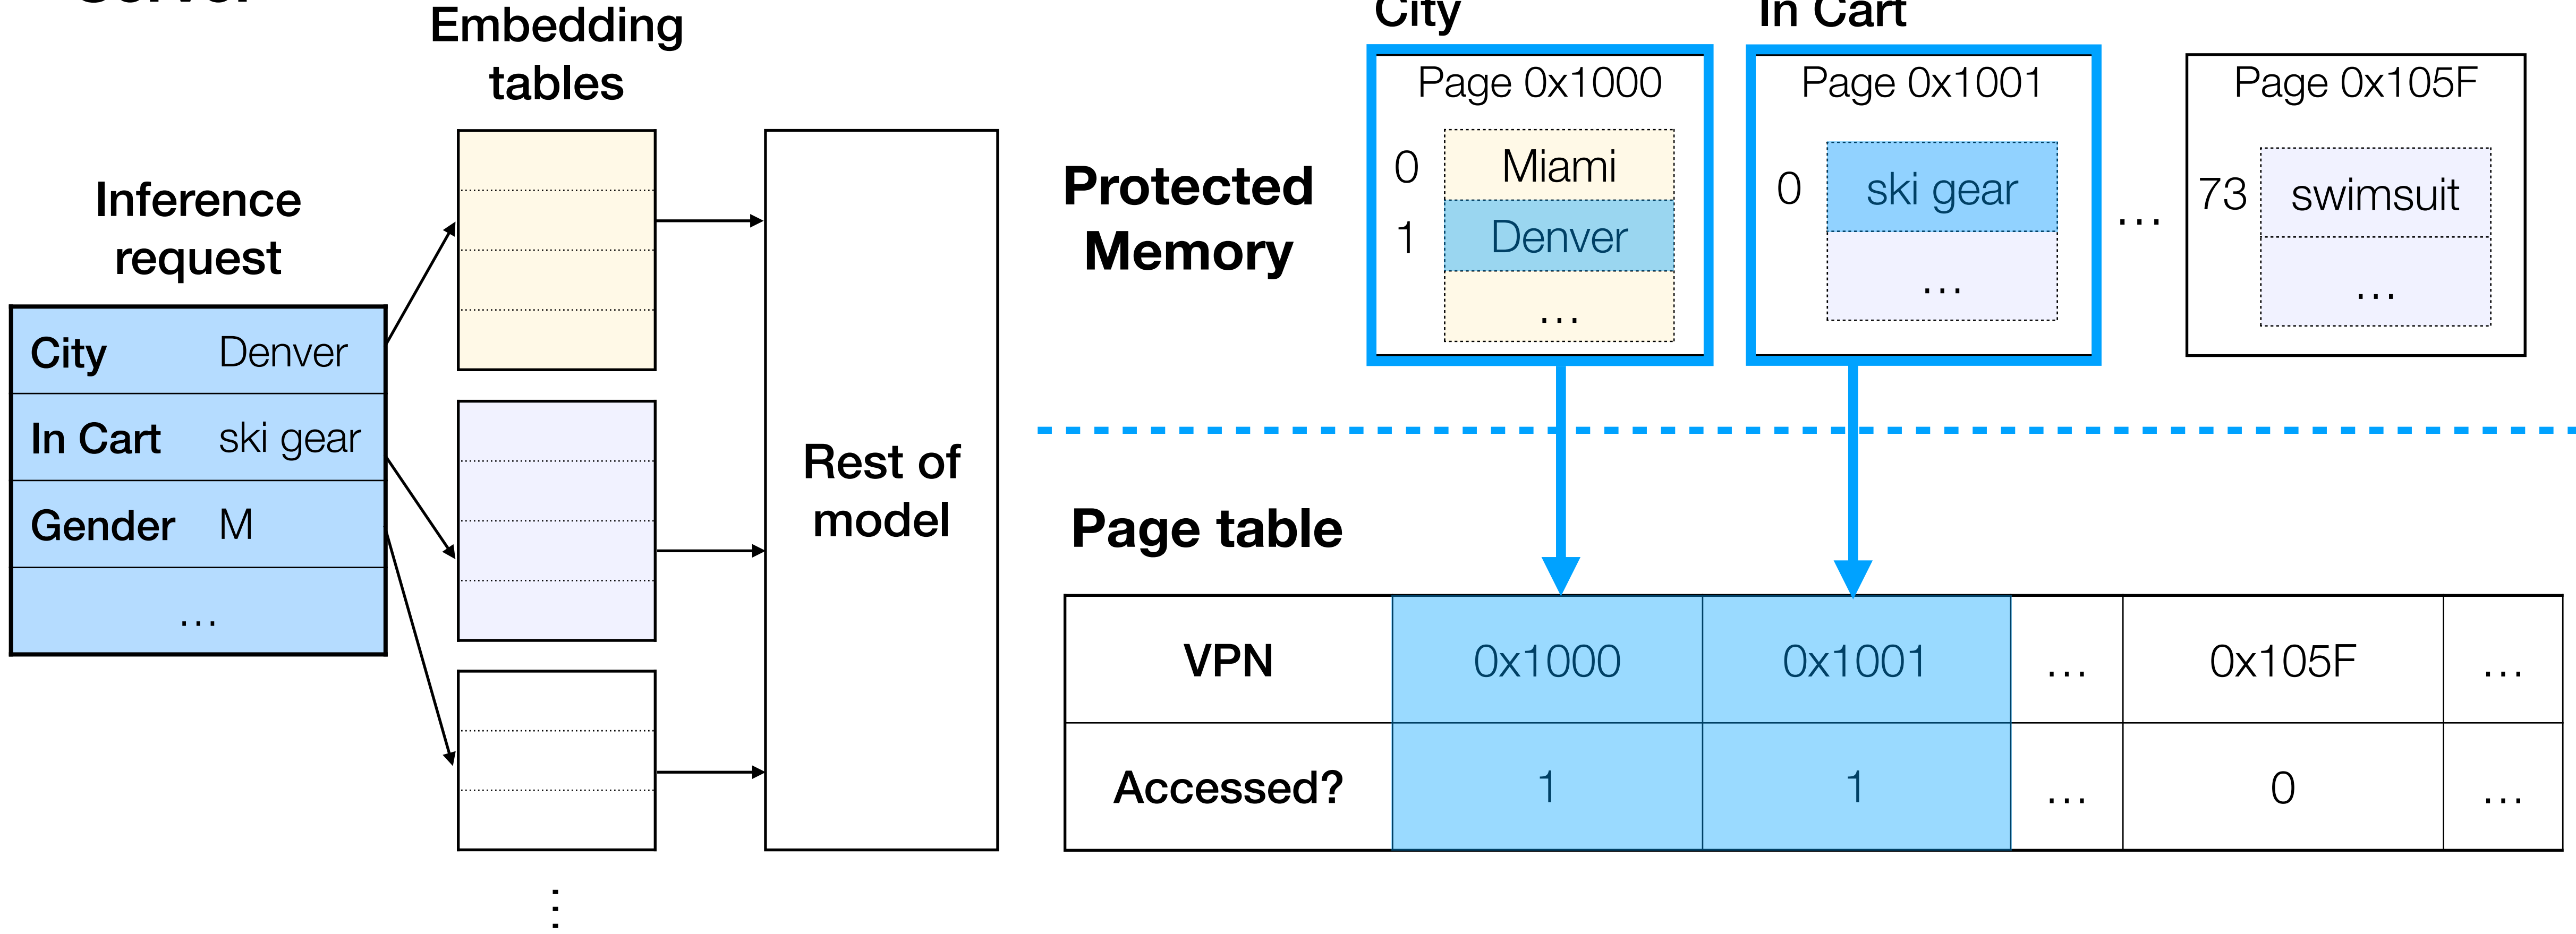 Embedding
tables
Inference
request
City Denver
In Cart ski gear
Gender M
...
Rest of
model
⋮
City
In Cart
Protected
Memory
Page 0x1000
0 Miami
1 Denver
...
Page 0x1001
0 ski gear
...
...
Page 0x105F
73 swimsuit
...
Page table
VPN 0x1000 0x1001 ... 0x105F ...
Accessed? 1 1 ... 0 ...